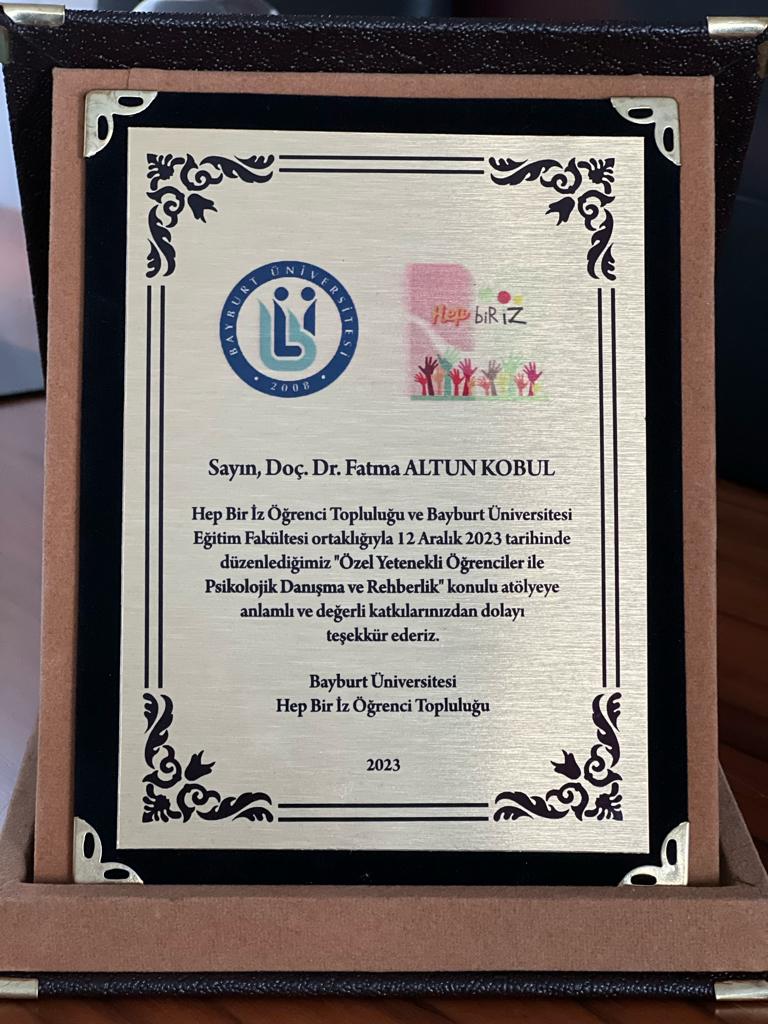 BAYBURT ÜNİVERSİTESİ
2008
Hep biR iZ
Sayın, Doç. Dr. Fatma ALTUN KOBUL
Hep Bir İz Öğrenci Topluluğu ve Bayburt Üniversitesi
Eğitim Fakültesi ortaklığıyla 12 Aralık 2023 tarihinde
düzenlediğimiz "Özel Yetenekli Öğrenciler ile
Psikolojik Danışma ve Rehberlik" konulu atölyeye
anlamlı ve değerli katkılarınızdan dolayı
teşekkür ederiz.
Bayburt Üniversitesi
Hep Bir İz Öğrenci Topluluğu
2023